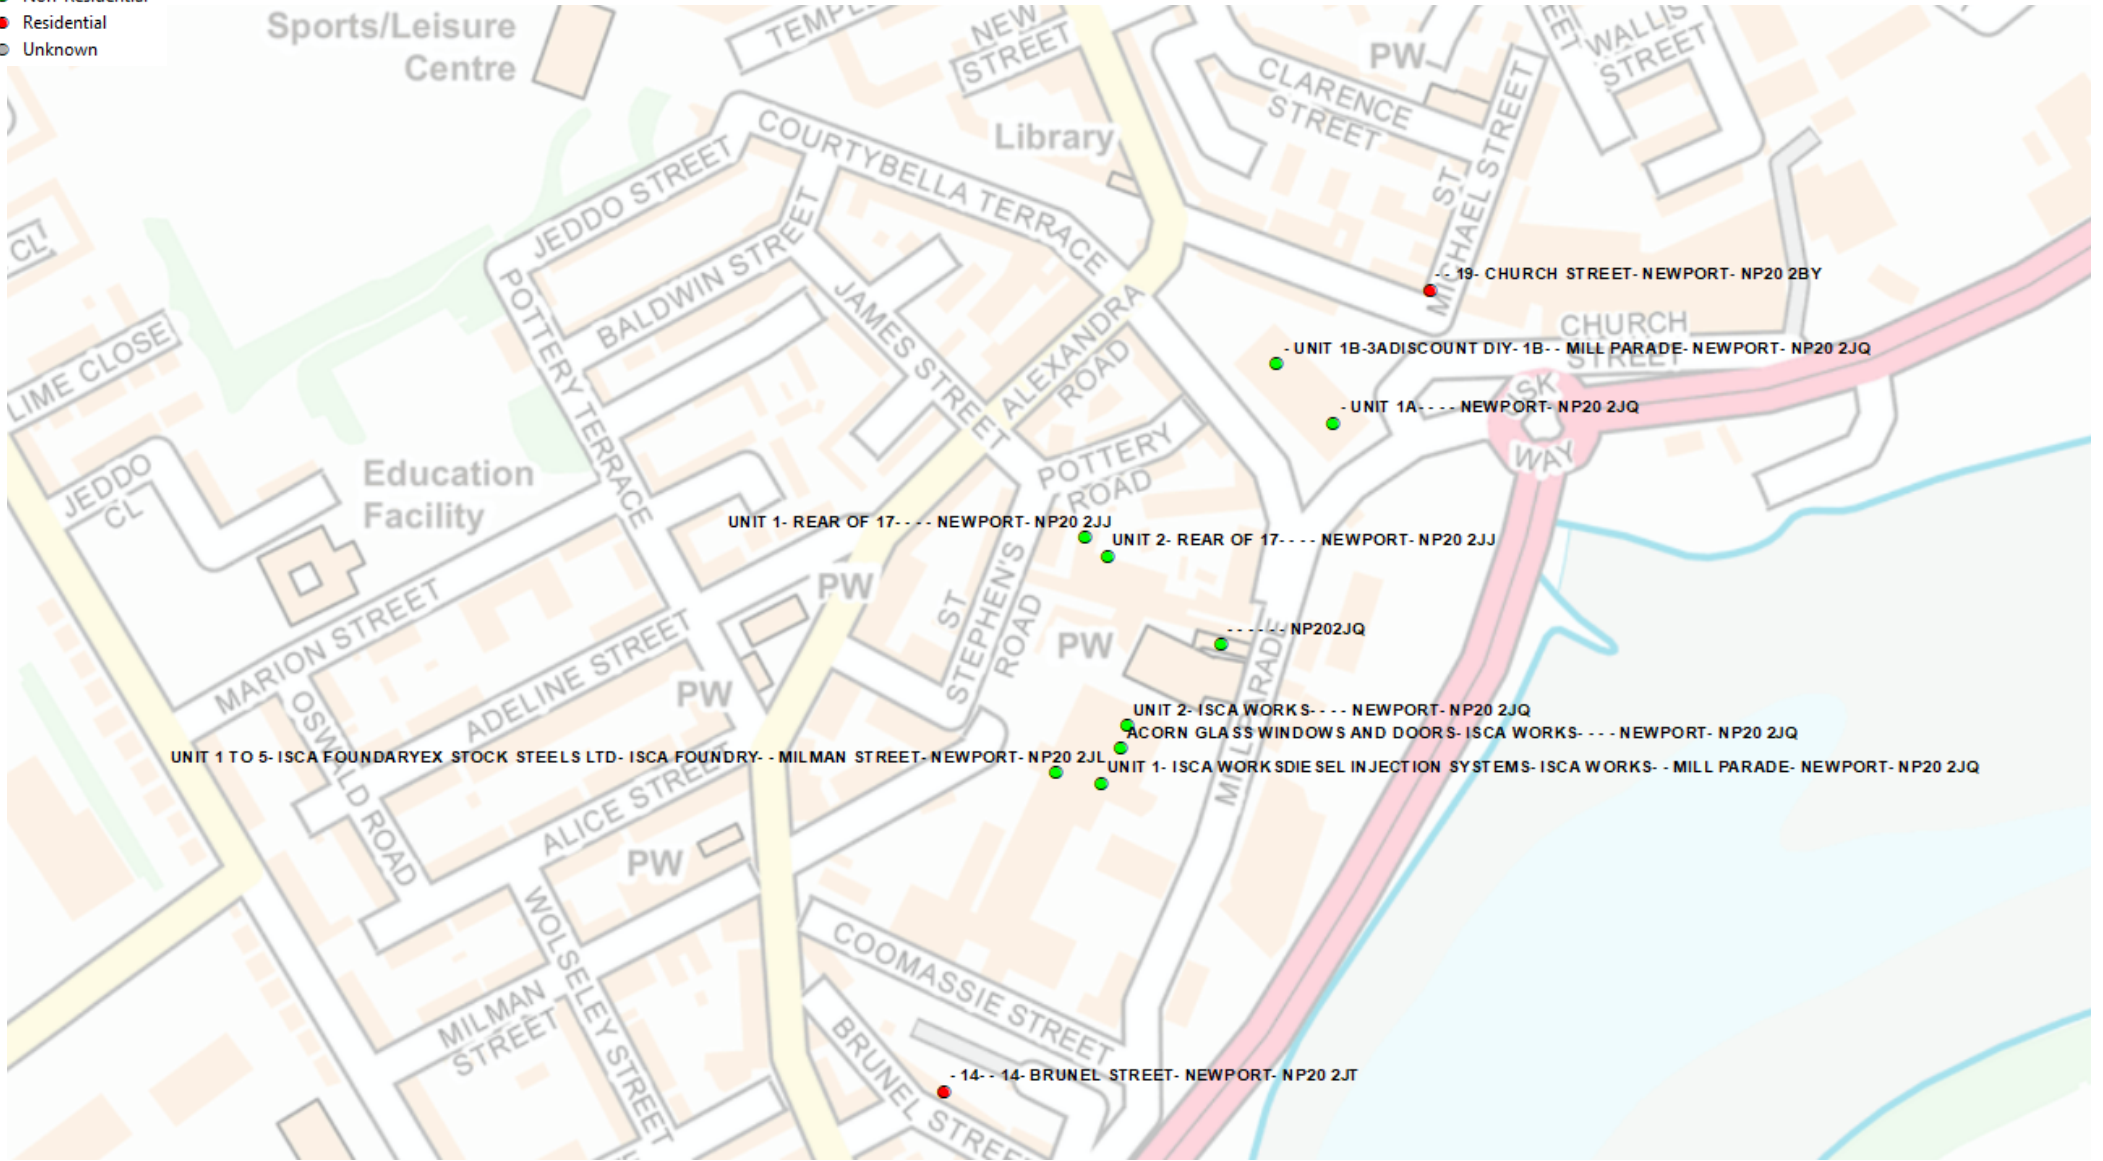 Non-Residential
Residential
Unknown
Sports/Leisure
Centre
TEMPL
NEW
STREET
PW
CLARENCE
STREET
ST
MICHAEL STREET
EET
WALLIS
STREET
Library
COURTYBELLA TERRACE
JEDDO STREET
BALDWIN STREET
POTTERY TERRACE
JAMES STREET
ALEXANDRA
ROAD
CL
LIME CLOSE
JEDDO
CL
Education
Facility
- - 19- CHURCH STREET- NEWPORT- NP20 2BY
CHURCH
STREET
- UNIT 1B-3ADISCOUNT DIY- 1B- - MILL PARADE- NEWPORT- NP20 2JQ
- UNIT 1A- - - - NEWPORT- NP20 2JQ
USK
WAY
POTTERY
ROAD
UNIT 1- REAR OF 17- - - - NEWPORT- NP20 2JJ
UNIT 2- REAR OF 17- - - - NEWPORT- NP20 2JJ
PW
ST
STEPHEN'S
ROAD
PW
- - - - - - NP202JQ
MARION STREET
ADELINE STREET
PW
OSWALD ROAD
MILL PARADE
UNIT 2- ISCA WORKS- - - - NEWPORT- NP20 2JQ
ACORN GLASS WINDOWS AND DOORS- ISCA WORKS- - - - NEWPORT- NP20 2JQ
UNIT 1 TO 5- ISCA FOUNDARYEX STOCK STEELS LTD- ISCA FOUNDRY- - MILMAN STREET- NEWPORT- NP20 2JL
UNIT 1- ISCA WORKSDIESEL INJECTION SYSTEMS- ISCA WORKS- - MILL PARADE- NEWPORT- NP20 2JQ
ALICE STREET
PW
WOLSELEY STREET
COOMASSIE STREET
MILMAN
STREET
BRUNEL STREE
- 14- - 14- BRUNEL STREET- NEWPORT- NP20 2JT